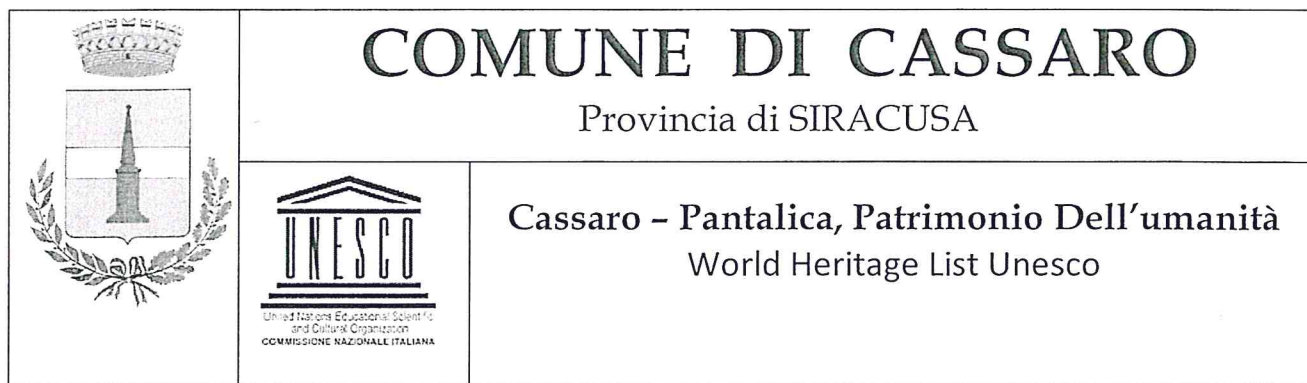 COMUNE DI CASSARO
Provincia di SIRACUSA
UNESCO
United Nations Educational Scientific
and Cultural Organization
COMMISSIONE NAZIONALE ITALIANA
Cassaro – Pantalica, Patrimonio Dell'umanità
World Heritage List Unesco